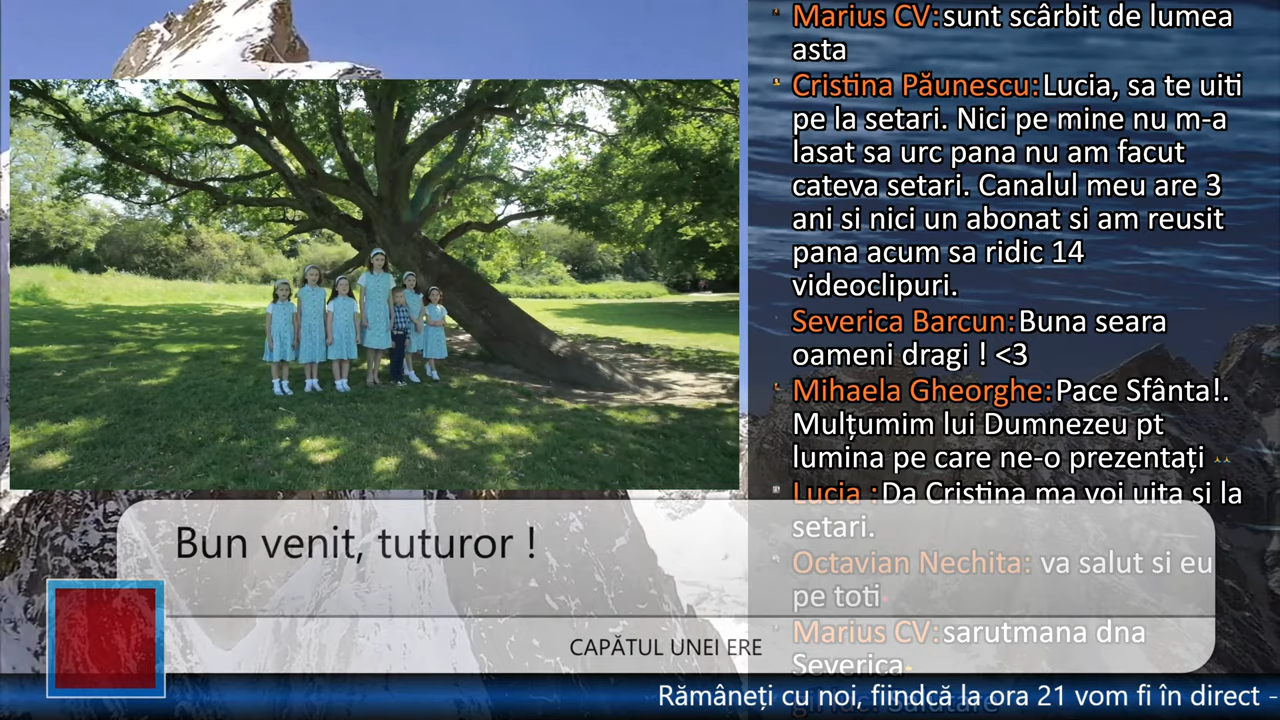 Marius CV:sunt scârbit de lumea
asta
Cristina Păunescu:Lucia, sa te uiti
pe la setari. Nici pe mine nu m-a
lasat sa urc pana nu am facut
cateva setari. Canalul meu are 3
ani si nici un abonat si am reusit
pana acum sa ridic 14
videoclipuri.
Severica Barcun:Buna seara
oameni dragi ! <3
Mihaela Gheorghe:Pace Sfânta!.
Mulțumim lui Dumnezeu pt
lumina pe care ne-o prezentați
Lucia :Da Cristina ma voi uita si la
setari.
Octavian Nechita: va salut si eu
pe toti
Marius CV:sarutmana dna
Severica
Bun venit, tuturor !
CAPĂTUL UNEI ERE
Rămâneți cu noi, fiindcă la ora 21 vom fi în direct -